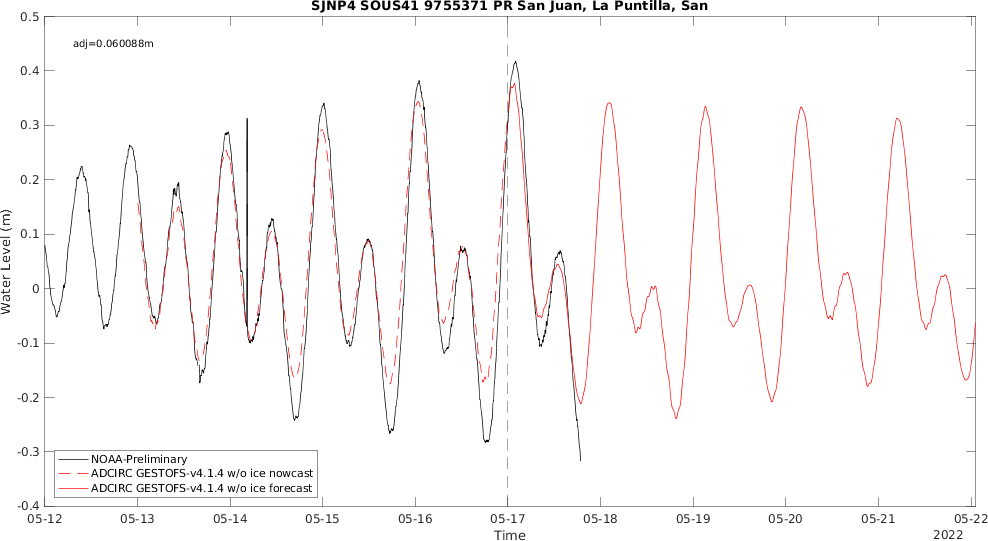 SJNP4 SOUS41 9755371 PR San Juan, La Puntilla, San
adj=0.060088m
0.5
0.4
0.3
0.2
0.1
0
-0.1
-0.2
-0.3
-0.4
Water Level (m)
NOAA-Preliminary
ADCIRC GESTOFS-v4.1.4 w/o ice nowcast
ADCIRC GESTOFS-v4.1.4 w/o ice forecast
05-12 05-13 05-14 05-15 05-16 05-17 05-18 05-19 05-20 05-21 05-22
Time
2022